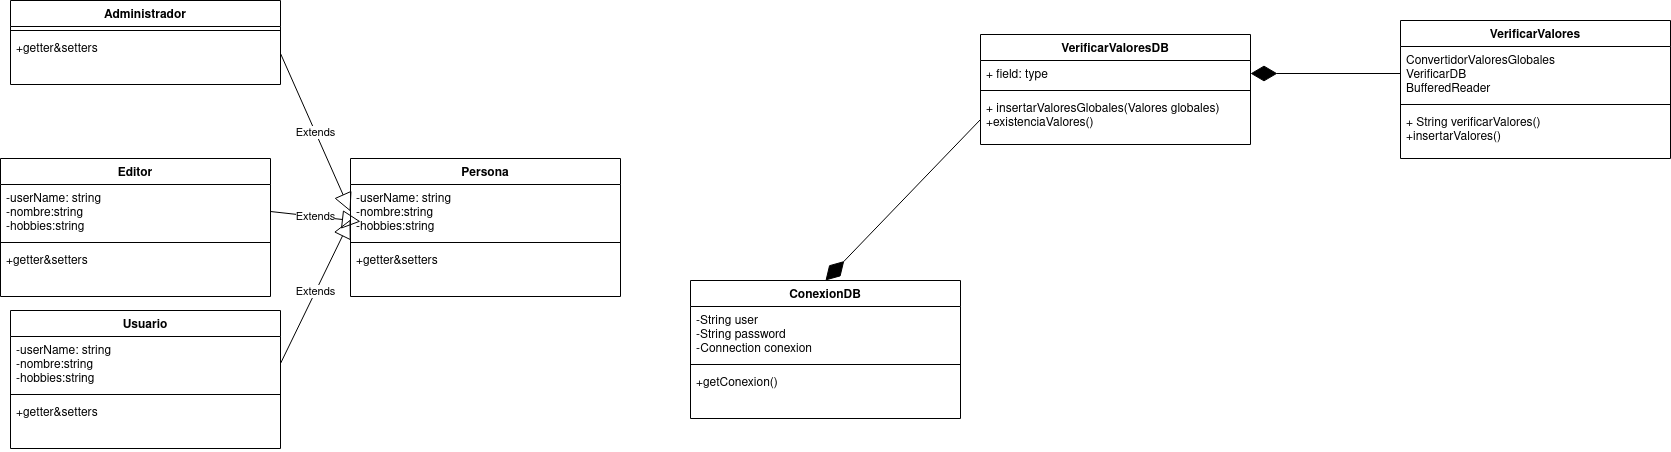 Administrador
+getter&setters
Extends
Editor
-userName: string
-nombre:string
-hobbies:string
+getter&setters
Extends
Persona
-userName: string
-nombre:string
-hobbies:string
+getter&setters
Extends
Usuario
-userName: string
-nombre:string
-hobbies:string
+getter&setters
VerificarValoresDB
+ field: type
+ insertarValoresGlobales(Valores globales)
+existenciaValores()
VerificarValores
ConvertidorValoresGlobales
VerificarDB
BufferedReader
+ String verificarValores()
+insertarValores()
ConexionDB
-String user
-String password
-Connection conexion
+getConexion()